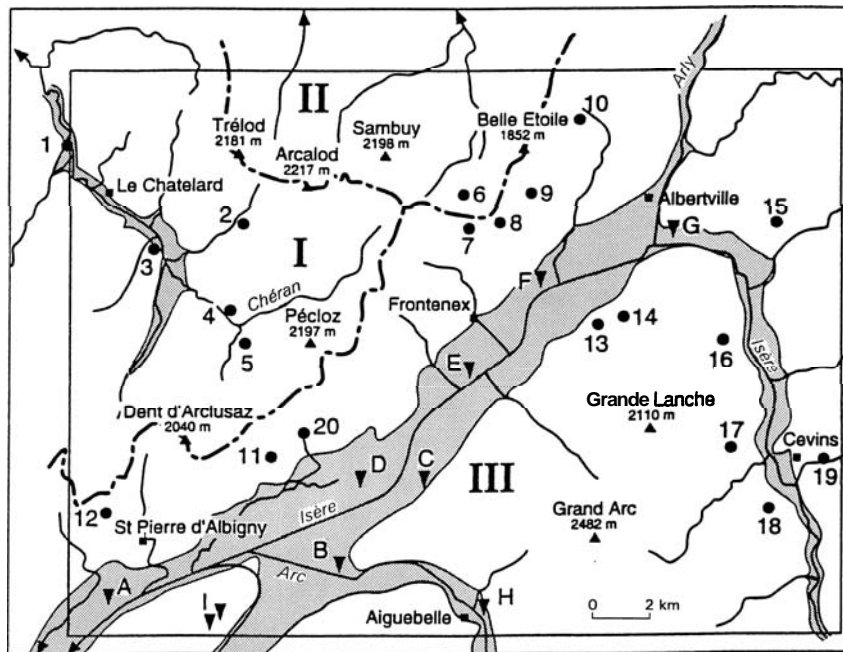 II
10
Arly
Trélod
2181 m
Sambuy
2198 m
Belle Etoile
1852 m
1
Arcalod
2217 m
Le Chatelard
6
9
Albertville
2
8
15
7
G
3
I
F
Chéran
4
Pécloz
2197 m
Frontenex
14
13
5
16
Isère
E
Grande Lanche
2110 m
Dent d'Arclusaz
2040 m
20
17
Cevins
11
D
C
19
III
12
Isère
18
St Pierre d'Albigny
Grand Arc
2482 m
B
Arc
A
I
H
0 2 km
Aiguebelle